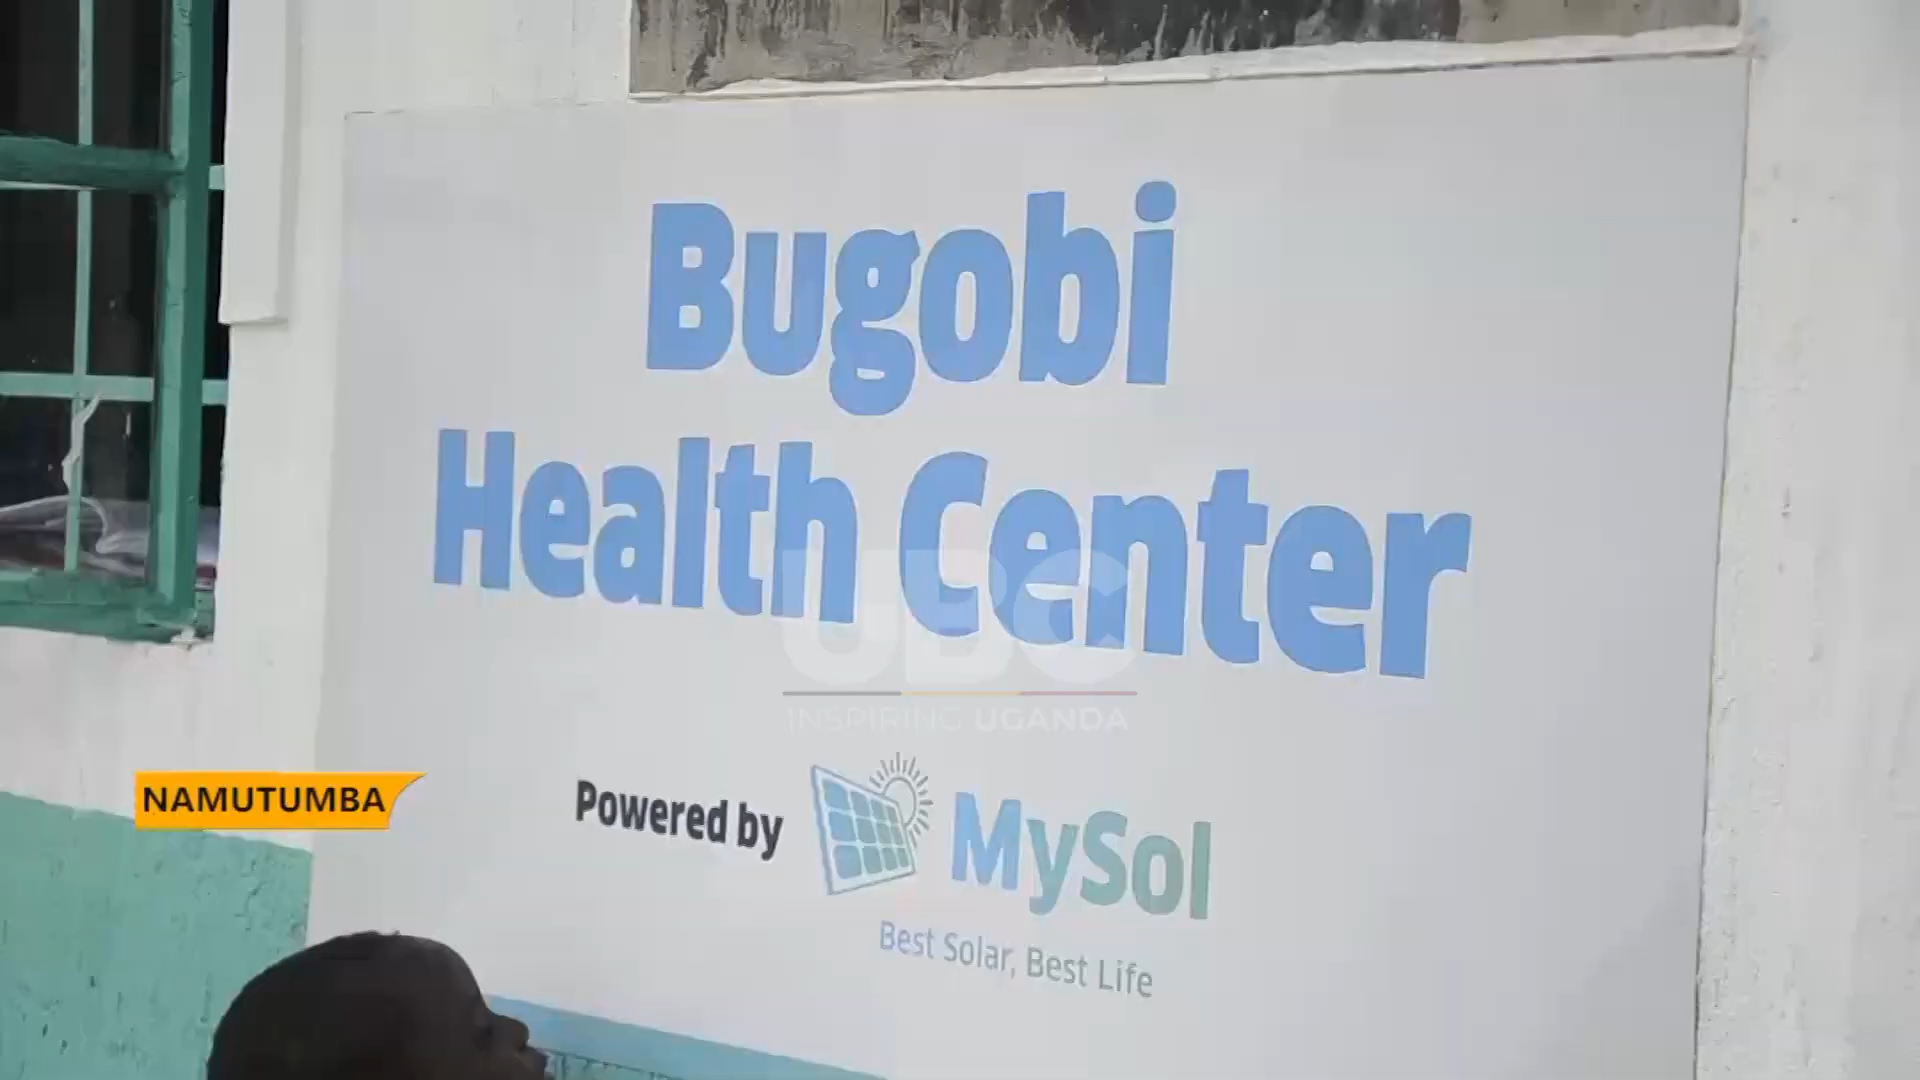 Bugobi
Health Center
UBC
INSPIRING UGANDA
NAMUTUMBA
Powered by MySol
Best Solar, Best Life